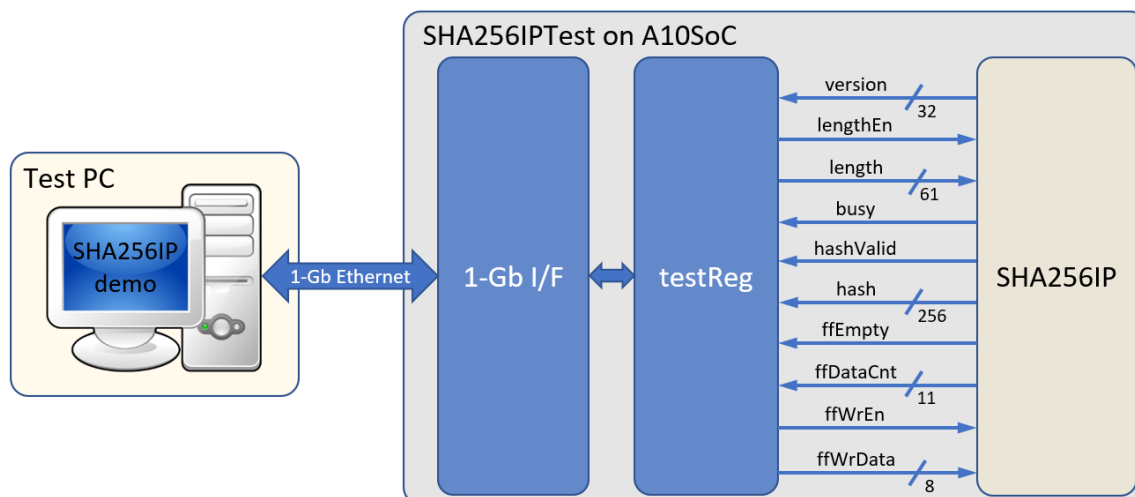 SHA256IPTest on A10SoC
Test PC
SHA256IP
demo
1-Gb Ethernet
1-Gb I/F
testReg
version
32
lengthEn
length
61
busy
hashValid
hash
256
ffEmpty
ffDataCnt
11
ffWrEn
ffWrData
8
SHA256IP